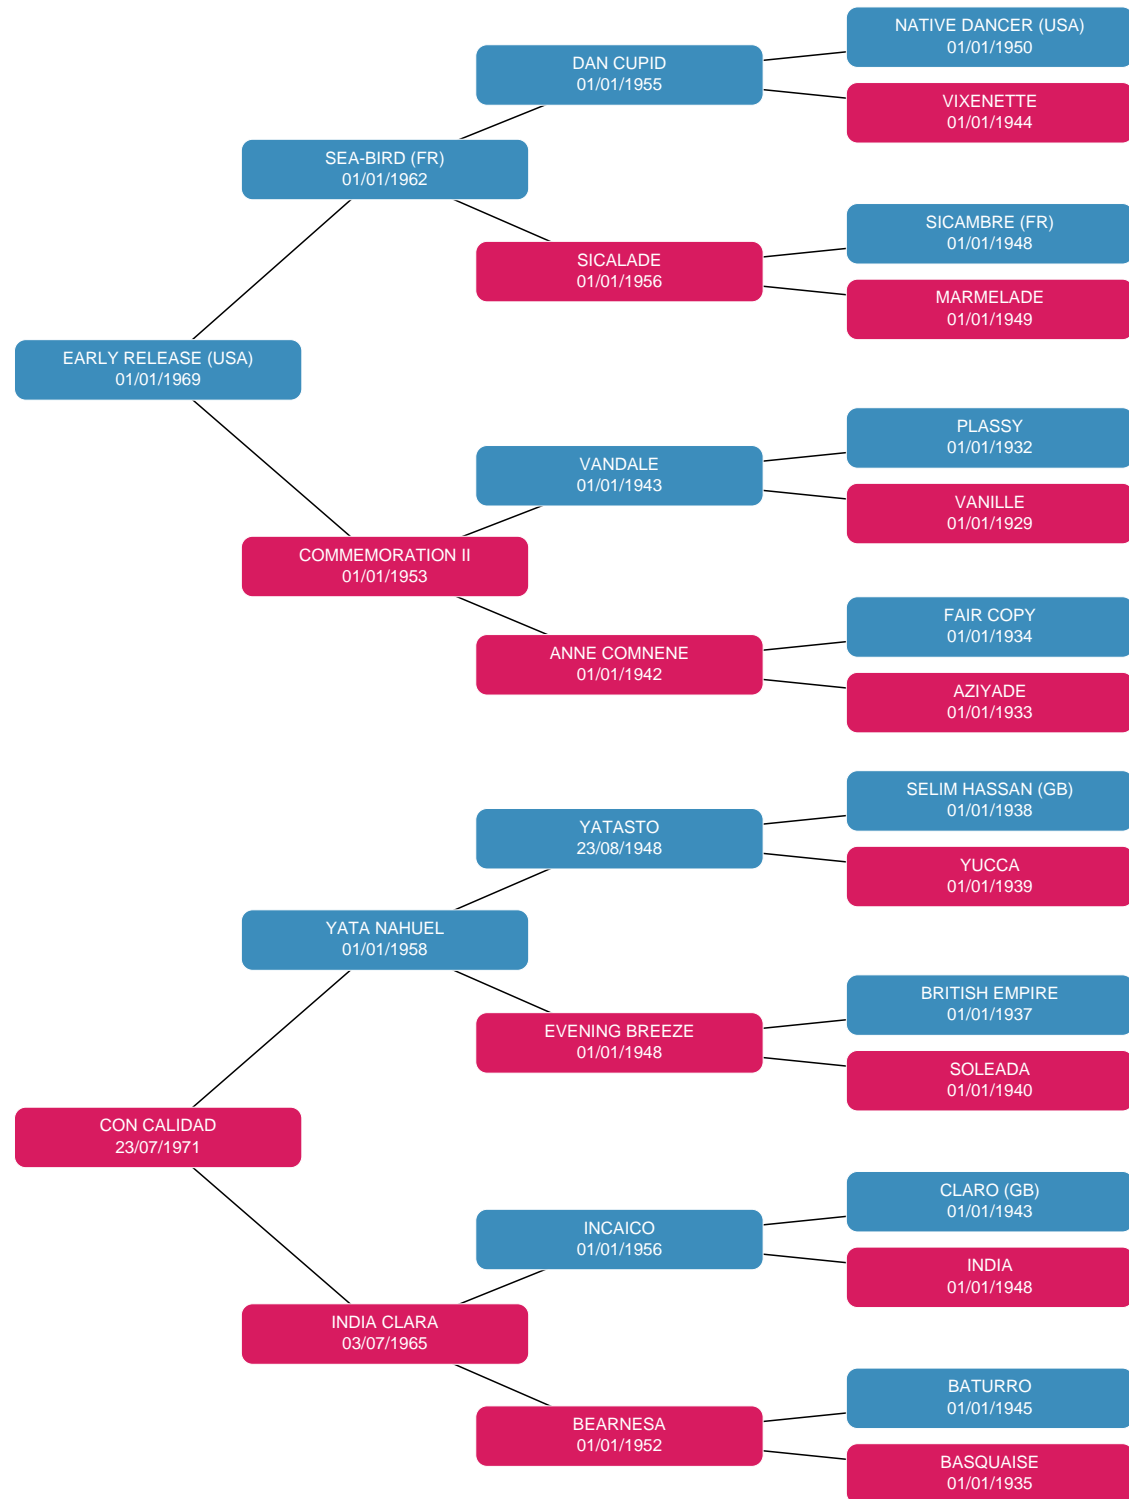 NATIVE DANCER (USA)
01/01/1950
DAN CUPID
01/01/1955
VIXENETTE
01/01/1944
SEA-BIRD (FR)
01/01/1962
SICAMBRE (FR)
01/01/1948
SICALADE
01/01/1956
MARMELADE
01/01/1949
EARLY RELEASE (USA)
01/01/1969
PLASSY
01/01/1932
VANDALE
01/01/1943
VANILLE
01/01/1929
COMMEMORATION II
01/01/1953
FAIR COPY
01/01/1934
ANNE COMNENE
01/01/1942
AZIYADE
01/01/1933
SELIM HASSAN (GB)
01/01/1938
YATASTO
23/08/1948
YUCCA
01/01/1939
YATA NAHUEL
01/01/1958
BRITISH EMPIRE
01/01/1937
EVENING BREEZE
01/01/1948
SOLEADA
01/01/1940
CON CALIDAD
23/07/1971
CLARO (GB)
01/01/1943
INCAICO
01/01/1956
INDIA
01/01/1948
INDIA CLARA
03/07/1965
BATURRO
01/01/1945
BEARNESA
01/01/1952
BASQUAISE
01/01/1935